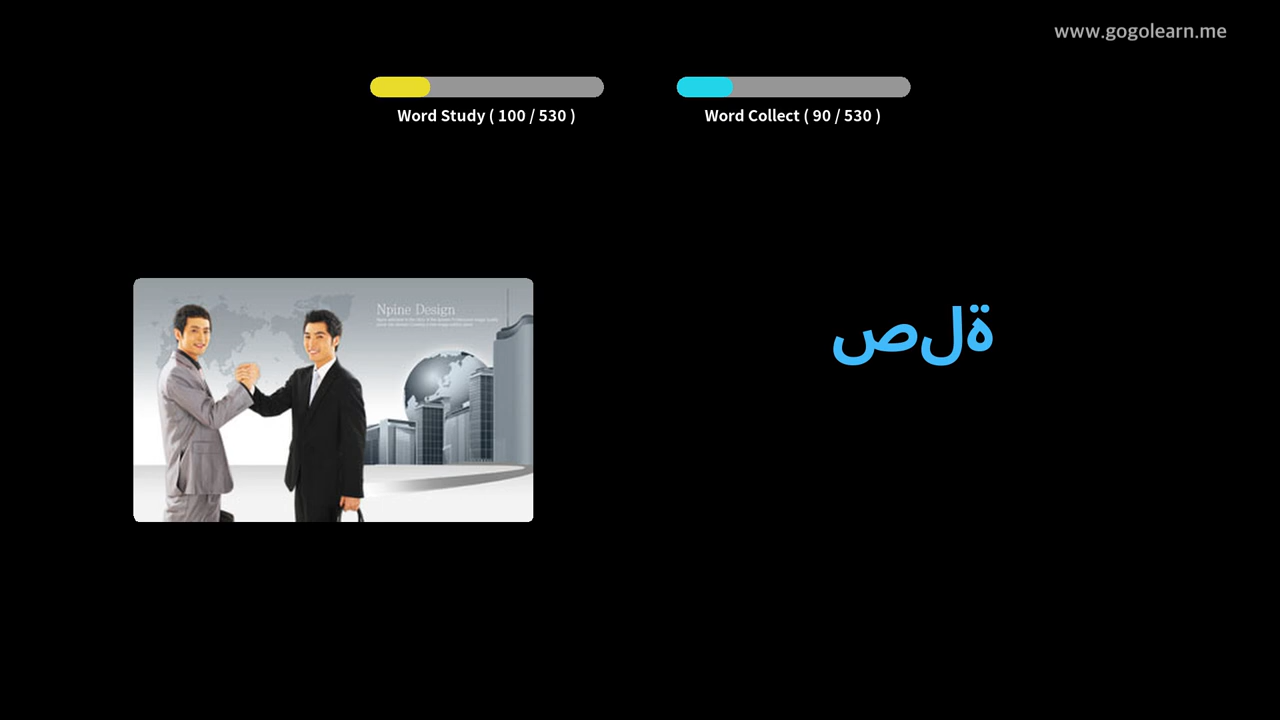 www.gogolearn.me
Word Study ( 100 / 530 )
Word Collect ( 90 / 530 )
Npine Design
صلة